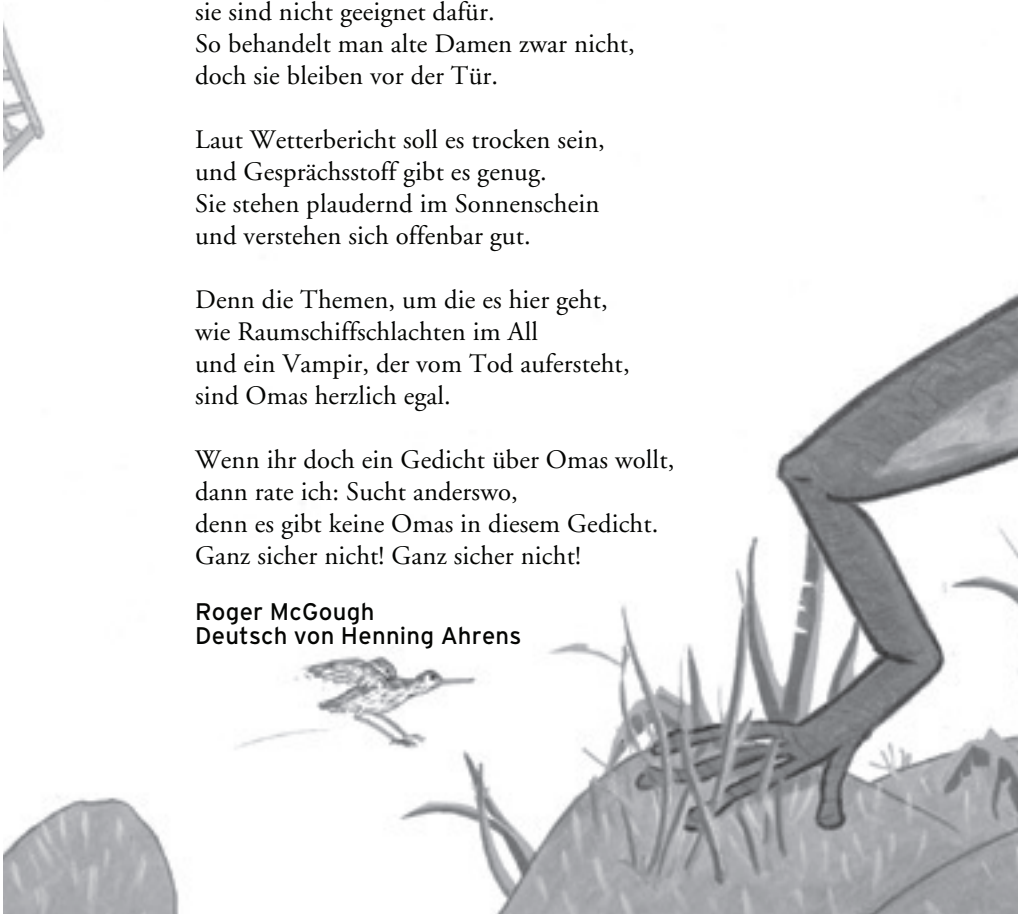 sie sind nicht geeignet dafür.
So behandelt man alte Damen zwar nicht,
doch sie bleiben vor der Tür.
Laut Wetterbericht soll es trocken sein,
und Gesprächsstoff gibt es genug.
Sie stehen plaudernd im Sonnenschein
und verstehen sich offenbar gut.
Denn die Themen, um die es hier geht,
wie Raumschiffschlachten im All
und ein Vampir, der vom Tod aufersteht,
sind Omas herzlich egal.
Wenn ihr doch ein Gedicht über Omas wollt,
dann rate ich: Sucht anderswo,
denn es gibt keine Omas in diesem Gedicht.
Ganz sicher nicht! Ganz sicher nicht!
Roger McGough
Deutsch von Henning Ahrens